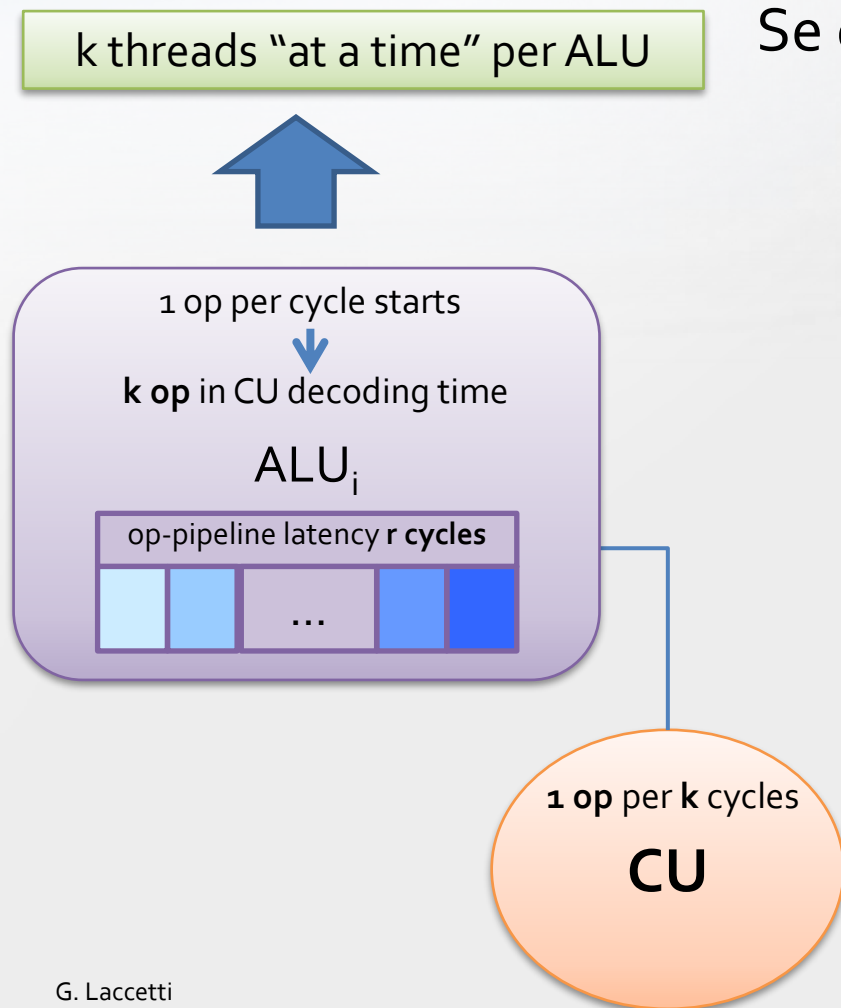 k threads “at a time” per ALU
Se
1 op per cycle starts
k op in CU decoding time
ALUi
op-pipeline latency r cycles
...
1 op per k cycles
CU
G. Laccetti